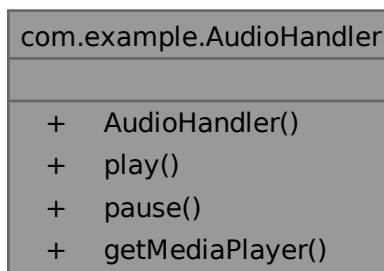 com.example.AudioHandler
+ AudioHandler()
+ play()
+ pause()
+ getMediaPlayer()